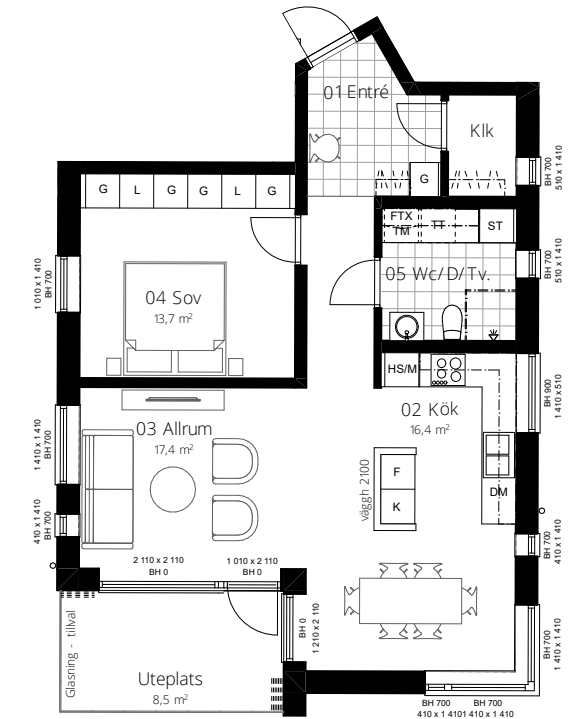 01 Entré
Klk
G
BH 700
510 x 1 410
G L G G L G
FTX
TM
TT
ST
BH 700
510 x 1 410
05 Wc/D/Tv.
1 010 x 1 410
BH 700
04 Sov
13,7 m²
HS/M
BH 900
1 410 x 510
02 Kök
16,4 m²
03 Allrum
17,4 m²
1 410 x 1 410
BH 700
väggh 2100
F
K
DM
410 x 1 410
BH 700
BH 700
410 x 1 410
2 110 x 2 110
BH 0
1 010 x 2 110
BH 0
BH 0
1 210 x 2 110
Glasning - tillval
Uteplats
8,5 m²
BH 700
1 410 x 1 410
BH 700 BH 700
410 x 1 410 410 x 1 410